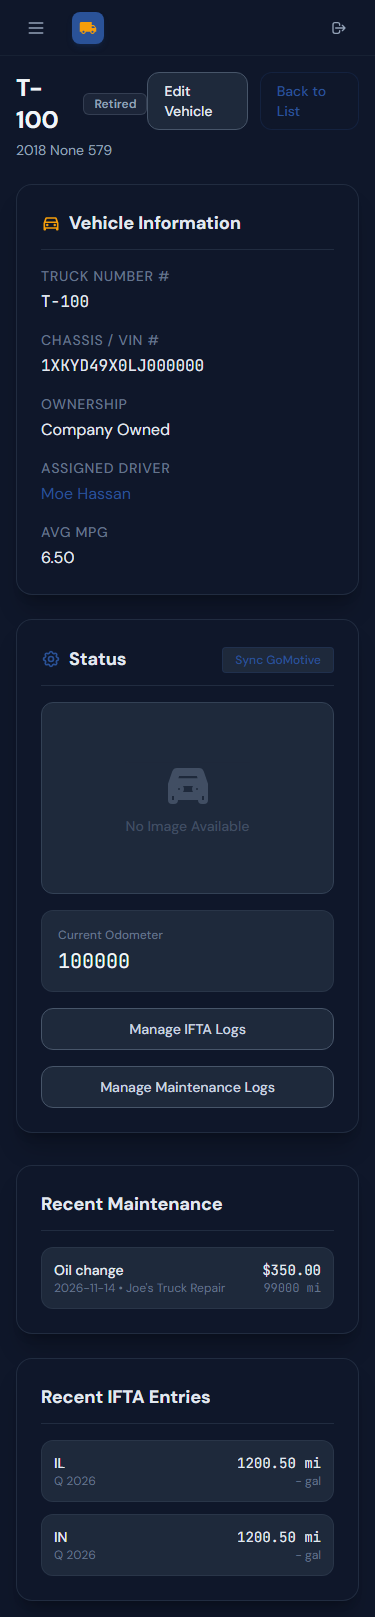 T-
100
Retired
Edit
Vehicle
Back to
List
2018 None 579
Vehicle Information
TRUCK NUMBER #
T-100
CHASSIS / VIN #
1XKYD49X0LJ000000
OWNERSHIP
Company Owned
ASSIGNED DRIVER
Moe Hassan
AVG MPG
6.50
Status
Sync GoMotive
No Image Available
Current Odometer
100000
Manage IFTA Logs
Manage Maintenance Logs
Recent Maintenance
Oil change $350.00
2026-11-14 • Joe's Truck Repair 99000 mi
Recent IFTA Entries
IL 1200.50 mi
Q 2026 - gal
IN 1200.50 mi
Q 2026 - gal